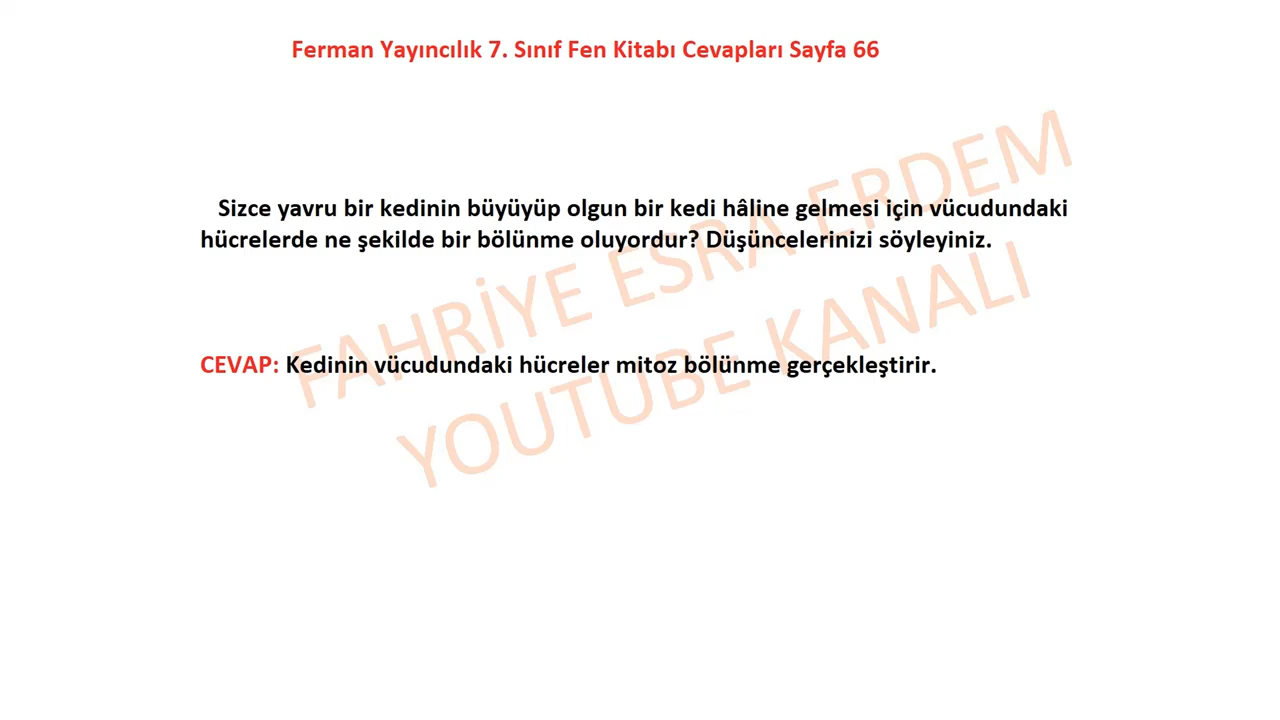 Ferman Yayıncılık 7. Sınıf Fen Kitabı Cevapları Sayfa 66
Sizce yavru bir kedinin büyüyüp olgun bir kedi hâline gelmesi için vücudundaki
hücrelerde ne şekilde bir bölünme oluyordur? Düşüncelerinizi söyleyiniz.
CEVAP: Kedinin vücudundaki hücreler mitoz bölünme gerçekleştirir.
FAHRİYE ESRA ERDEM
YOUTUBE KANALI